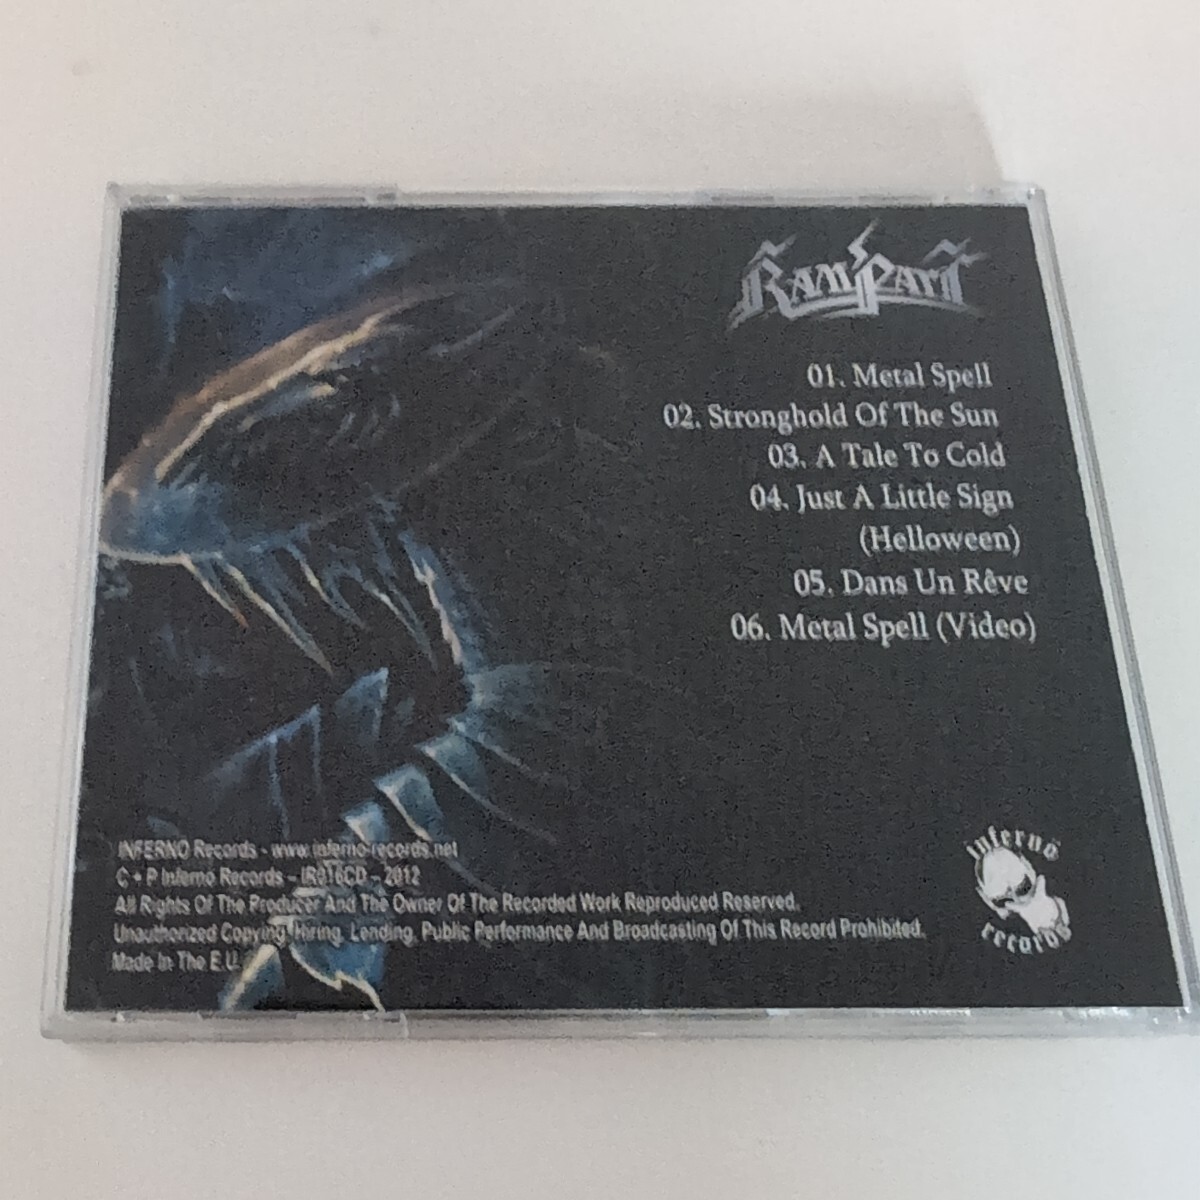 RamPart
01. Metal Spell
02. Stronghold Of The Sun
03. A Tale To Cold
04. Just A Little Sign
(Helloween)
05. Dans Un Rêve
06. Metal Spell (Video)
INFERNO Records - www.inferno-records.net
C + P Inferno Records – IR016CD – 2012
All Rights Of The Producer And The Owner Of The Recorded Work Reproduced Reserved.
Unauthorized Copying, Hiring, Lending, Public Performance And Broadcasting Of This Record Prohibited.
Made In The E.U.
inferno
records